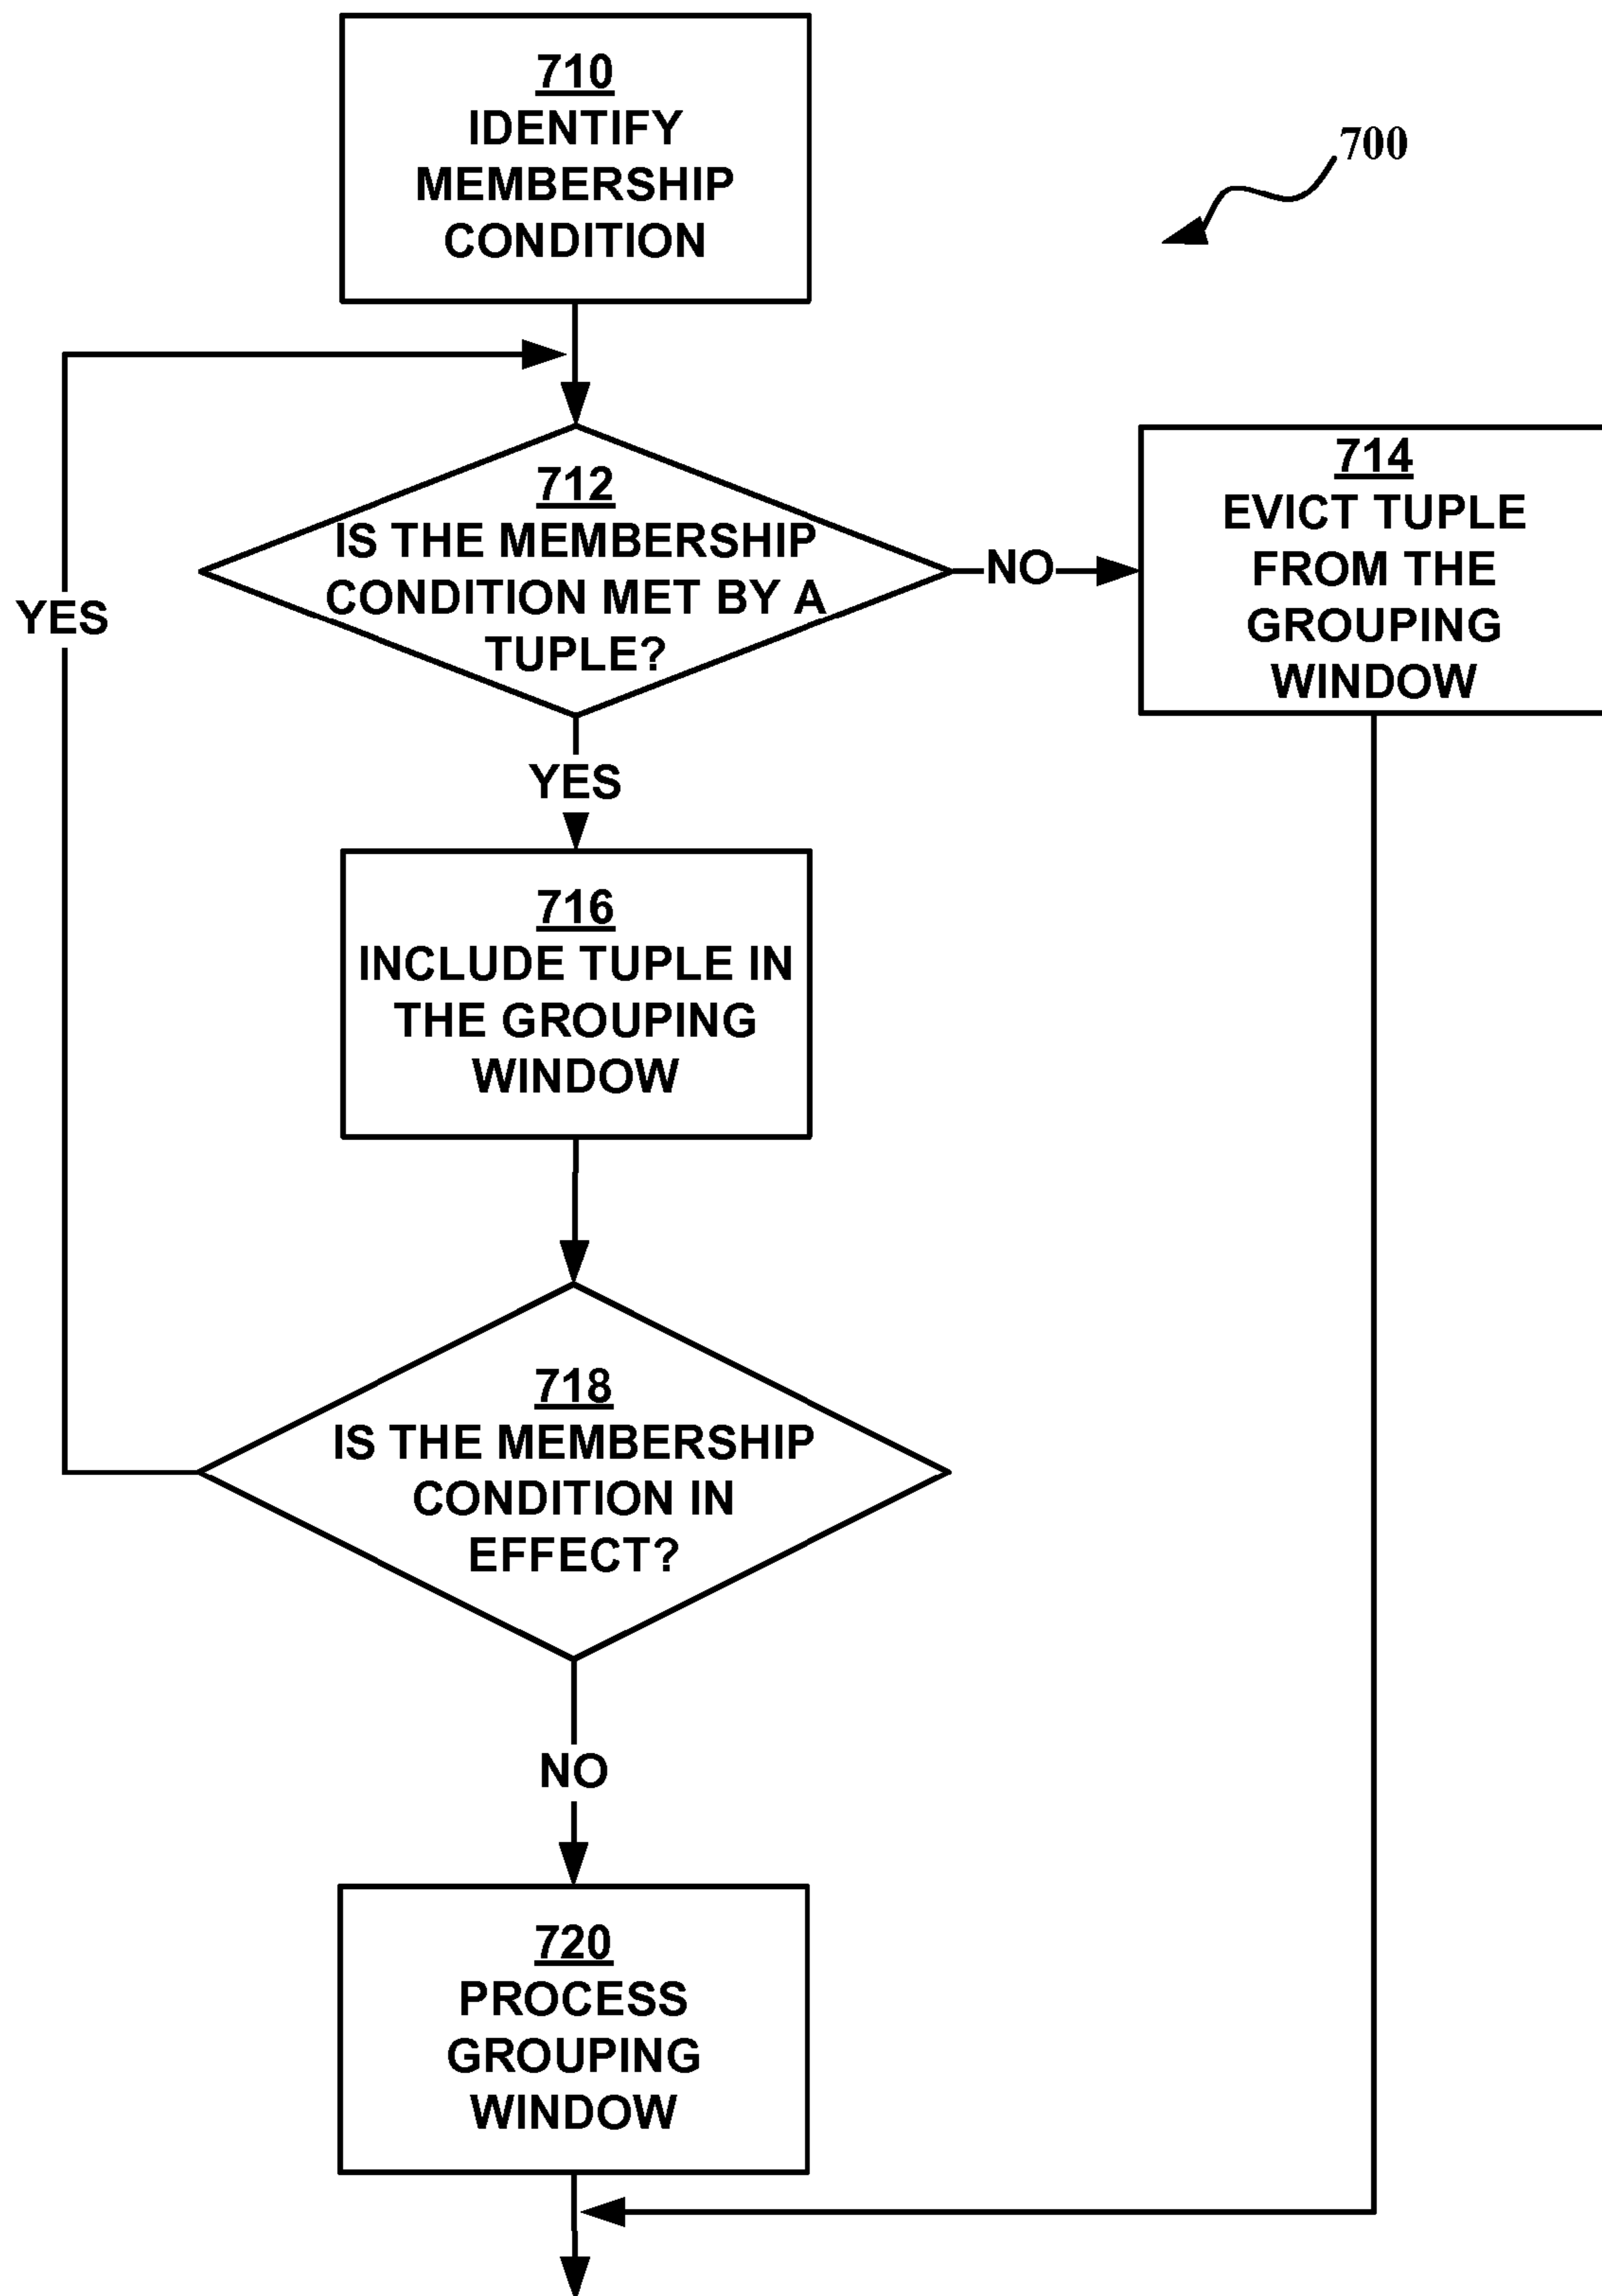 710
IDENTIFY
MEMBERSHIP
CONDITION
700
712
IS THE MEMBERSHIP
CONDITION MET BY A
TUPLE?
NO
714
EVICT TUPLE
FROM THE
GROUPING
WINDOW
YES
YES
716
INCLUDE TUPLE IN
THE GROUPING
WINDOW
718
IS THE MEMBERSHIP
CONDITION IN
EFFECT?
NO
720
PROCESS
GROUPING
WINDOW